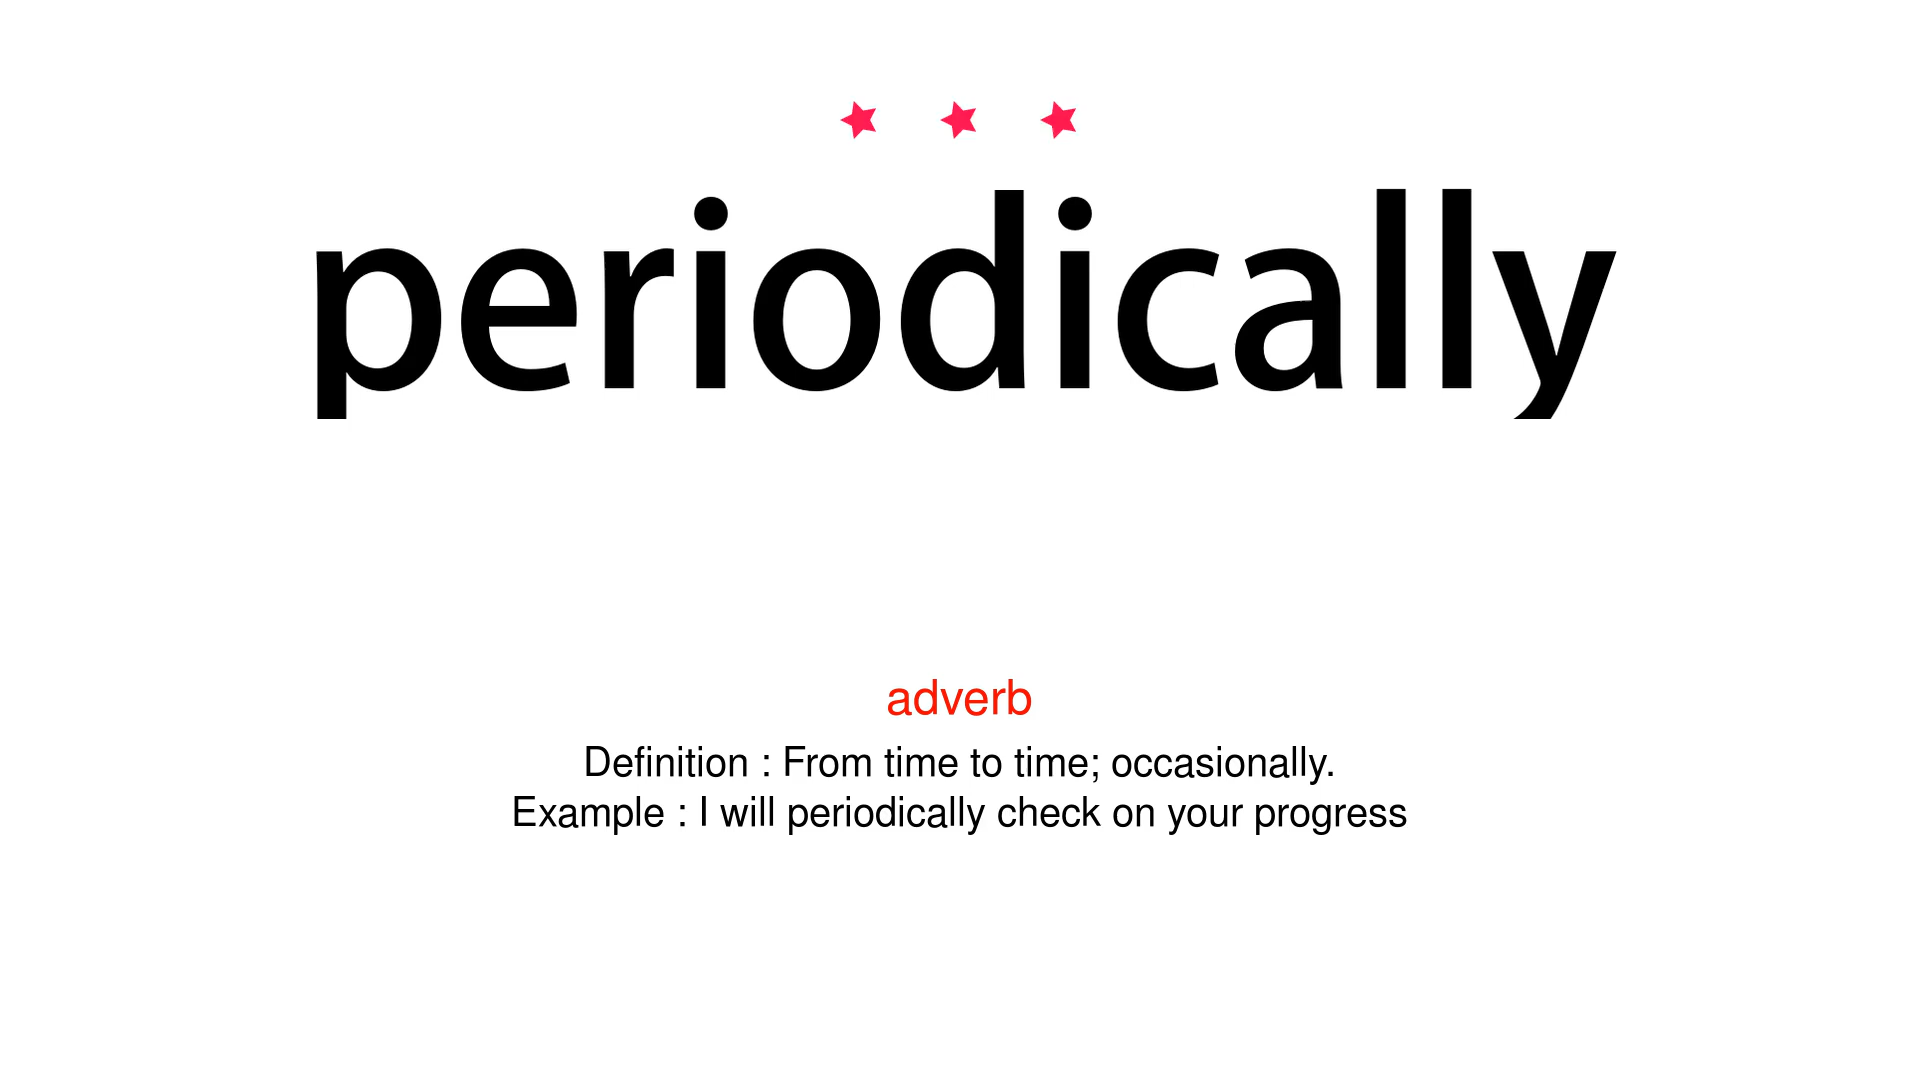 periodically
adverb
Definition : From time to time; occasionally.
Example : I will periodically check on your progress